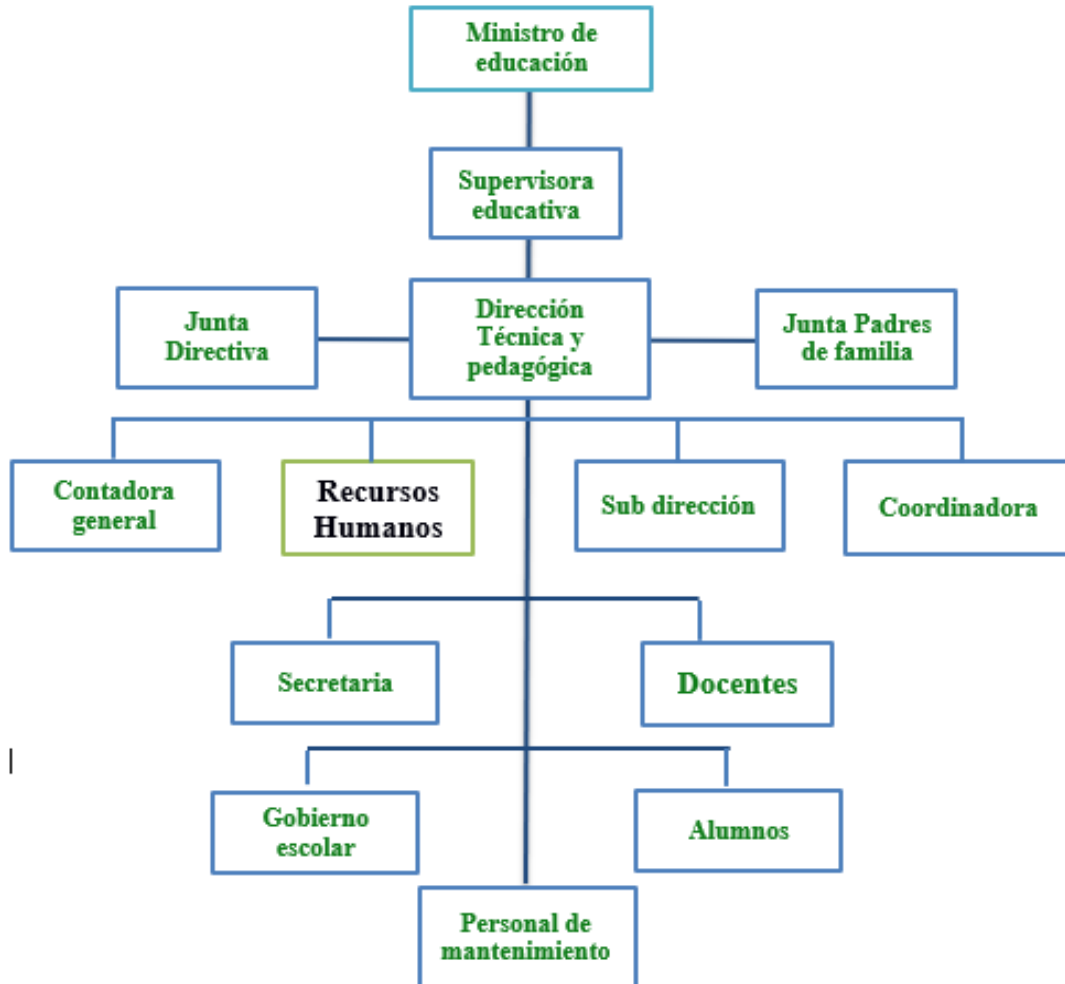 Ministro de
educación
Supervisora
educativa
Junta
Directiva
Dirección
Técnica y
pedagógica
Junta Padres
de familia
Contadora
general
Recursos
Humanos
Sub dirección
Coordinadora
Secretaria
Docentes
Gobierno
escolar
Alumnos
Personal de
mantenimiento